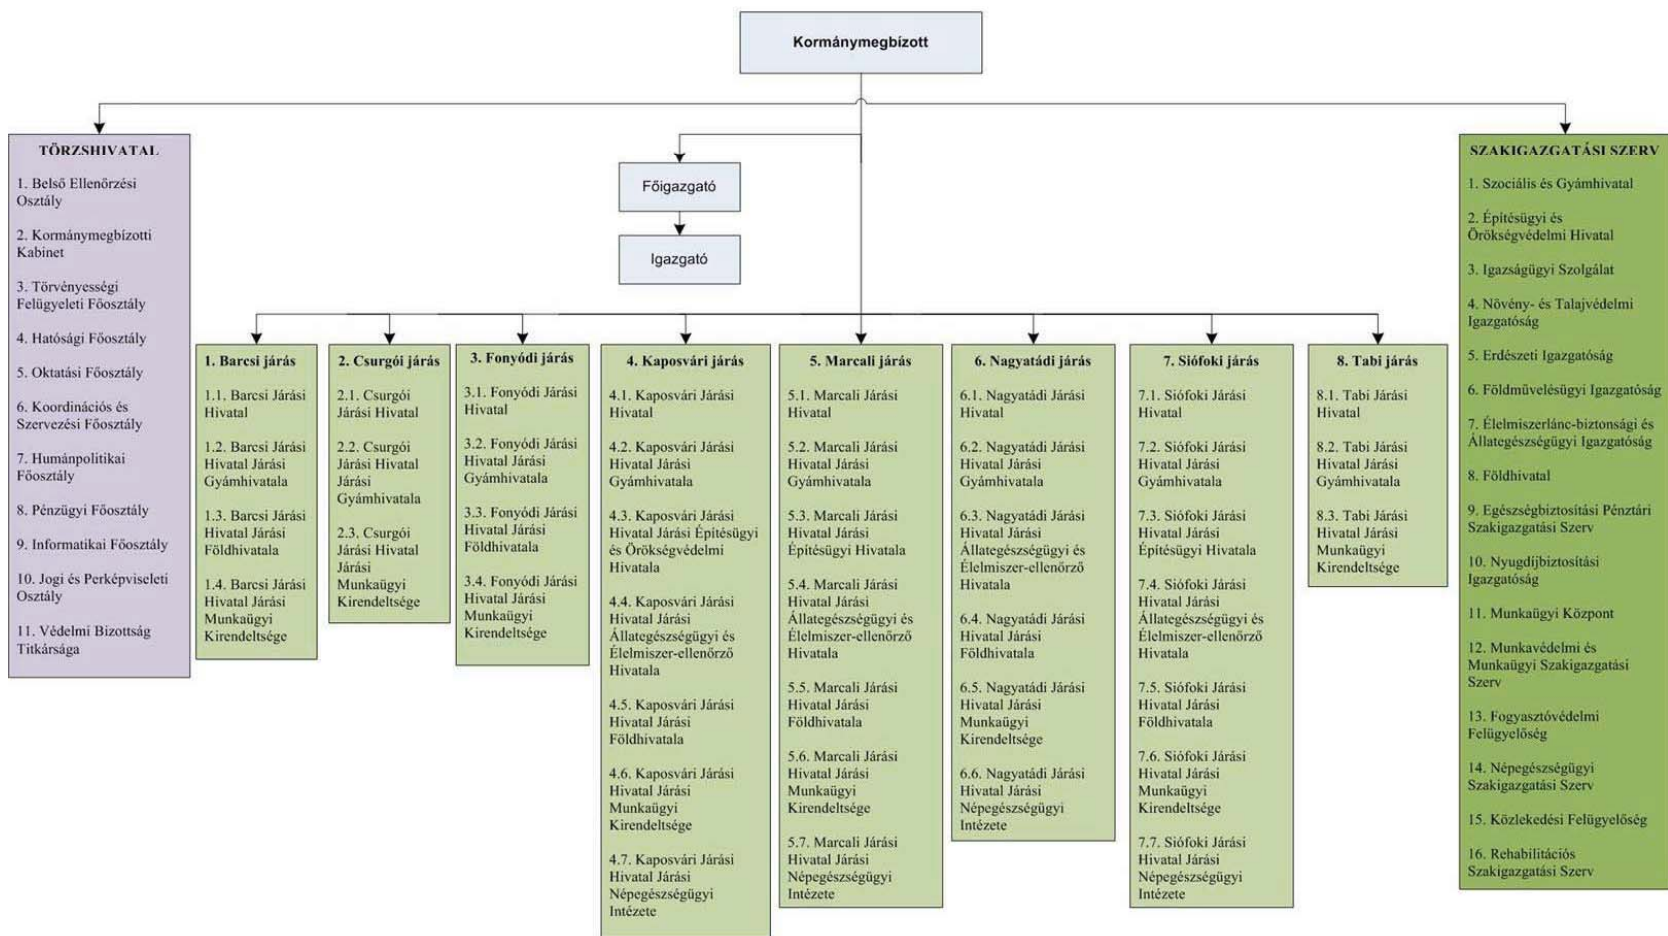 Kormánymegbízott
Főigazgató
Igazgató
TÖRZSHIVATAL
1. Belső Ellenőrzési
Osztály
2. Kormánymegbízotti
Kabinet
3. Törvényességi
Felügyeleti Főosztály
4. Hatósági Főosztály
5. Oktatási Főosztály
6. Koordinációs és
Szervezési Főosztály
7. Humánpolitikai
Főosztály
8. Pénzügyi Főosztály
9. Informatikai Főosztály
10. Jogi és Perképviseleti
Osztály
11. Védelmi Bizottság
Titkársága
1. Barcsi járás
1.1. Barcsi Járási
Hivatal
1.2. Barcsi Járási
Hivatal Járási
Gyámhivatala
1.3. Barcsi Járási
Hivatal Járási
Földhivatala
1.4. Barcsi Járási
Hivatal Járási
Munkaügyi
Kirendeltsége
2. Csurgói járás
2.1. Csurgói
Járási Hivatal
2.2. Csurgói
Járási Hivatal
Járási
Gyámhivatala
2.3. Csurgói
Járási Hivatal
Járási
Munkaügyi
Kirendeltsége
3. Fonyódi járás
3.1. Fonyódi Járási
Hivatal
3.2. Fonyódi Járási
Hivatal Járási
Gyámhivatala
3.3. Fonyódi Járási
Hivatal Járási
Földhivatala
3.4. Fonyódi Járási
Hivatal Járási
Munkaügyi
Kirendeltsége
4. Kaposvári járás
4.1. Kaposvári Járási
Hivatal
4.2. Kaposvári Járási
Hivatal Járási
Gyámhivatala
4.3. Kaposvári Járási
Hivatal Járási Építésügyi
és Örökségvédelmi
Hivatala
4.4. Kaposvári Járási
Hivatal Járási
Állategészségügyi és
Élelmiszer-ellenőrző
Hivatala
4.5. Kaposvári Járási
Hivatal Járási
Földhivatala
4.6. Kaposvári Járási
Hivatal Járási
Munkaügyi
Kirendeltsége
4.7. Kaposvári Járási
Hivatal Járási
Népegészségügyi
Intézete
5. Marcali járás
5.1. Marcali Járási
Hivatal
5.2. Marcali Járási
Hivatal Járási
Gyámhivatala
5.3. Marcali Járási
Hivatal Járási
Építésügyi Hivatala
5.4. Marcali Járási
Hivatal Járási
Állategészségügyi és
Élelmiszer-ellenőrző
Hivatala
5.5. Marcali Járási
Hivatal Járási
Földhivatala
5.6. Marcali Járási
Hivatal Járási
Munkaügyi
Kirendeltsége
5.7. Marcali Járási
Hivatal Járási
Népegészségügyi
Intézete
6. Nagyatádi járás
6.1. Nagyatádi Járási
Hivatal
6.2. Nagyatádi Járási
Hivatal Járási
Gyámhivatala
6.3. Nagyatádi Járási
Hivatal Járási
Állategészségügyi és
Élelmiszer-ellenőrző
Hivatala
6.4. Nagyatádi Járási
Hivatal Járási
Földhivatala
6.5. Nagyatádi Járási
Hivatal Járási
Munkaügyi
Kirendeltsége
6.6. Nagyatádi Járási
Hivatal Járási
Népegészségügyi
Intézete
7. Siófoki járás
7.1. Siófoki Járási
Hivatal
7.2. Siófoki Járási
Hivatal Járási
Gyámhivatala
7.3. Siófoki Járási
Hivatal Járási
Építésügyi Hivatala
7.4. Siófoki Járási
Hivatal Járási
Állategészségügyi és
Élelmiszer-ellenőrző
Hivatala
7.5. Siófoki Járási
Hivatal Járási
Földhivatala
7.6. Siófoki Járási
Hivatal Járási
Munkaügyi
Kirendeltsége
7.7. Siófoki Járási
Hivatal Járási
Népegészségügyi
Intézete
8. Tabi járás
8.1. Tabi Járási
Hivatal
8.2. Tabi Járási
Hivatal Járási
Gyámhivatala
8.3. Tabi Járási
Hivatal Járási
Munkaügyi
Kirendeltsége
SZAKIGAZGATÁSI SZERV
1. Szociális és Gyámhivatal
2. Építésügyi és
Örökségvédelmi Hivatal
3. Igazságügyi Szolgálat
4. Növény- és Talajvédelmi
Igazgatóság
5. Erdészeti Igazgatóság
6. Földművelésügyi Igazgatóság
7. Élelmiszerlánc-biztonsági és
Állategészségügyi Igazgatóság
8. Földhivatal
9. Egészségbiztosítási Pénztári
Szakigazgatási Szerv
10. Nyugdíjbiztosítási
Igazgatóság
11. Munkaügyi Központ
12. Munkavédelmi és
Munkaügyi Szakigazgatási
Szerv
13. Fogyasztóvédelmi
Felügyelőség
14. Népegészségügyi
Szakigazgatási Szerv
15. Közlekedési Felügyelőség
16. Rehabilitációs
Szakigazgatási Szerv